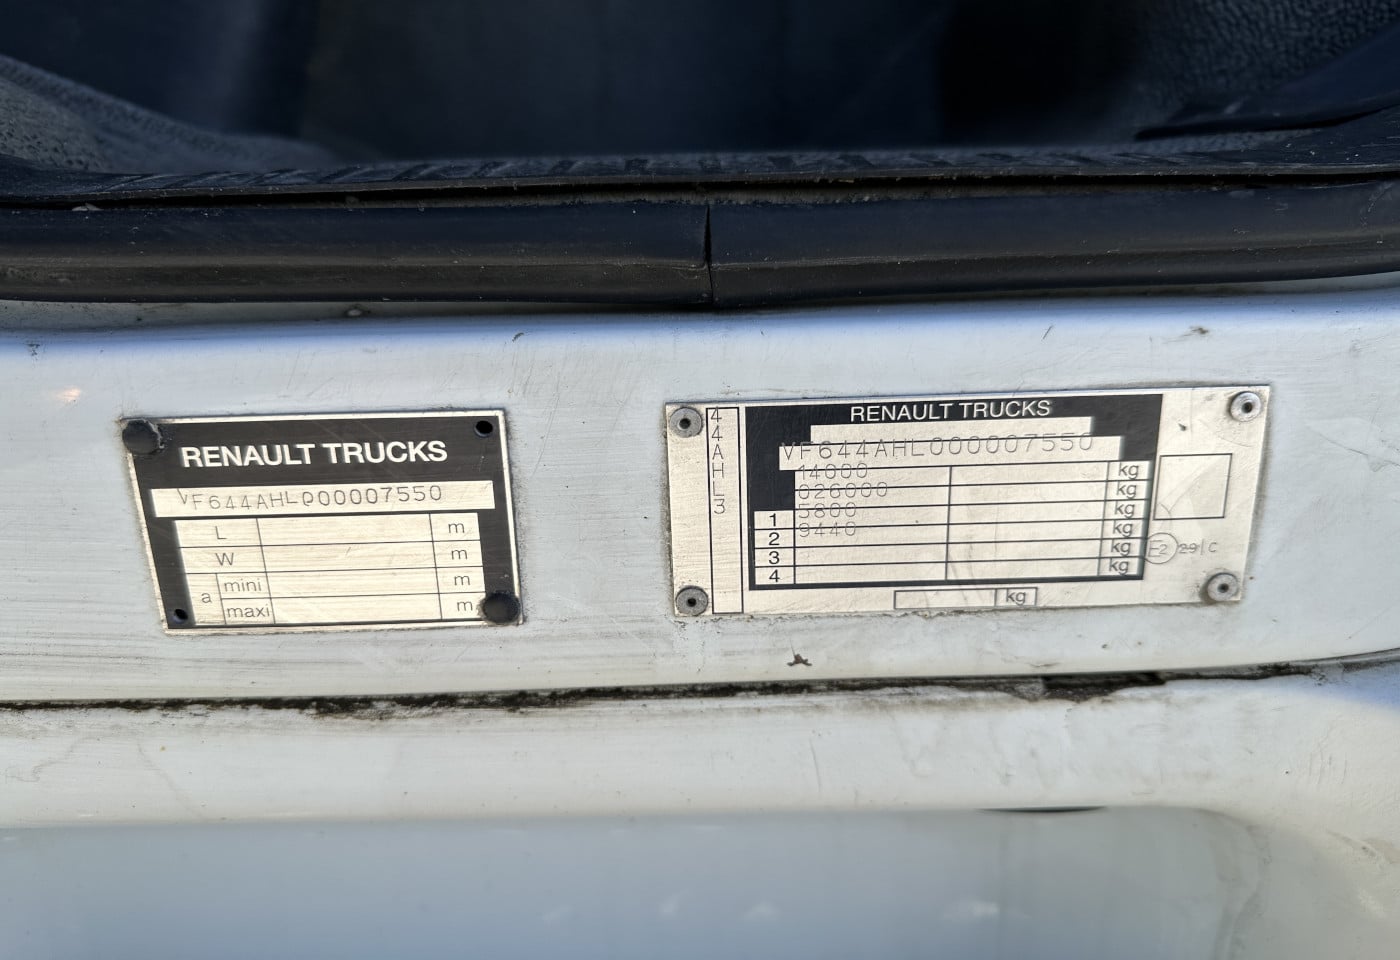 RENAULT TRUCKS
VF644AHL000007550
L m
W m
a mini m
maxi m
44AHL3
RENAULT TRUCKS
VF644AHL000007550
14000 kg
026000 kg
1 5800 kg
2 9440 kg
3 kg
4 kg
kg
E2 29 C